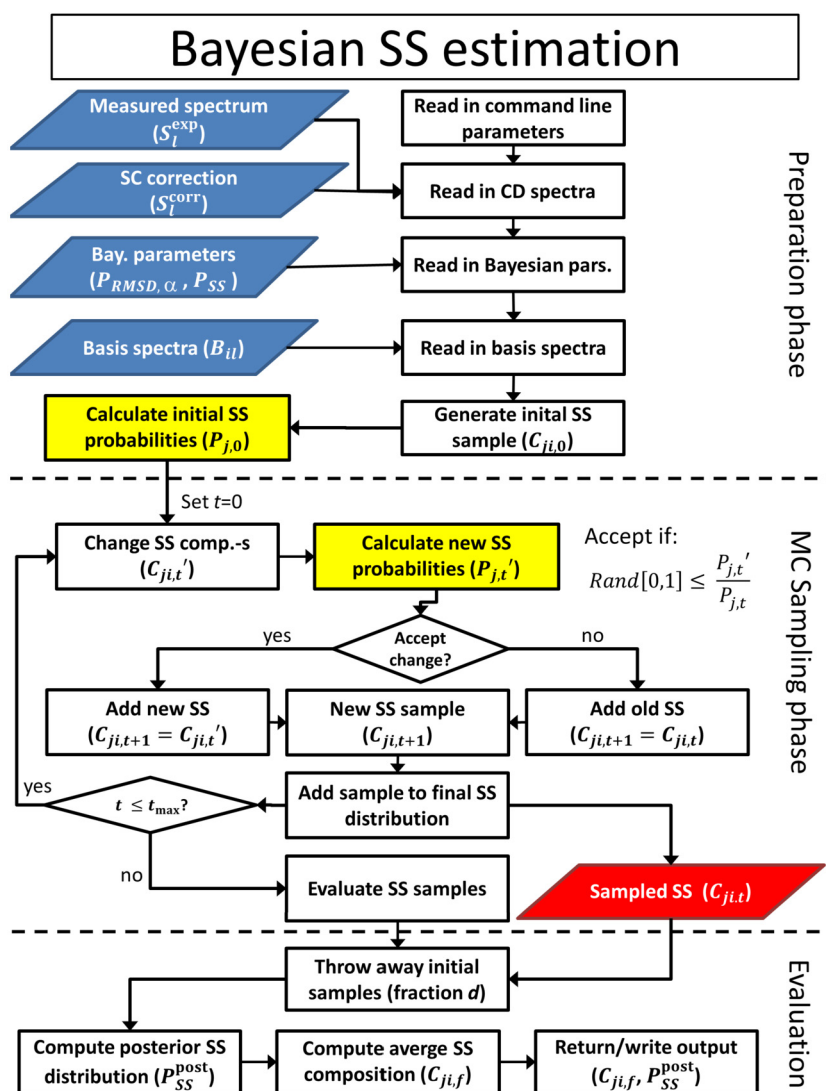 Bayesian SS estimation
Measured spectrum
(S_l^exp)
Read in command line
parameters
SC correction
(S_l^corr)
Read in CD spectra
Bay. parameters
(P_RMSD,α , P_SS )
Read in Bayesian pars.
Basis spectra (B_il)
Read in basis spectra
Calculate initial SS
probabilities (P_j,0)
Generate inital SS
sample (C_ji,0)
Preparation phase
Set t=0
Change SS comp.-s
(C_ji,t′)
Calculate new SS
probabilities (P_j,t′)
Accept if:
Rand[0,1] ≤ P_j,t′ / P_j,t
yes
Accept
change?
no
Add new SS
(C_ji,t+1 = C_ji,t′)
New SS sample
(C_ji,t+1)
Add old SS
(C_ji,t+1 = C_ji,t)
yes
t ≤ t_max?
Add sample to final SS
distribution
no
Evaluate SS samples
Sampled SS (C_ji.t)
MC Sampling phase
Throw away initial
samples (fraction d)
Compute posterior SS
distribution (P_SS^post)
Compute averge SS
composition (C_ji,f)
Return/write output
(C_ji,f, P_SS^post)
Evaluation